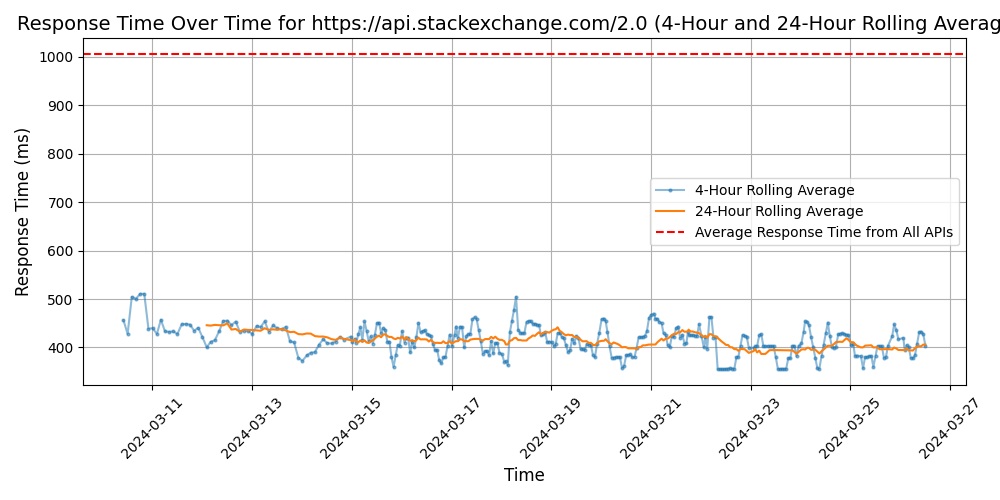 Response Time Over Time for https://api.stackexchange.com/2.0 (4-Hour and 24-Hour Rolling Averag
Response Time (ms)
1000
900
800
700
600
500
400
4-Hour Rolling Average
24-Hour Rolling Average
Average Response Time from All APIs
2024-03-11
2024-03-13
2024-03-15
2024-03-17
2024-03-19
2024-03-21
2024-03-23
2024-03-25
2024-03-27
Time